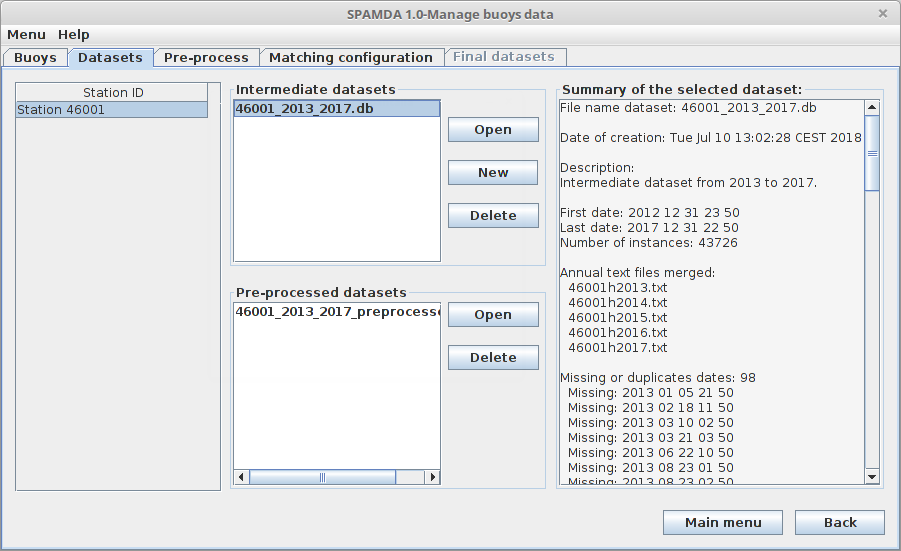 SPAMDA 1.0-Manage buoys data
Menu Help
Buoys Datasets Pre-process Matching configuration Final datasets
Station ID
Station 46001
Intermediate datasets
46001_2013_2017.db
Open
New
Delete
Pre-processed datasets
46001_2013_2017_preprocesse
Open
Delete
Summary of the selected dataset:
File name dataset: 46001_2013_2017.db
Date of creation: Tue Jul 10 13:02:28 CEST 2018
Description:
Intermediate dataset from 2013 to 2017.
First date: 2012 12 31 23 50
Last date: 2017 12 31 22 50
Number of instances: 43726
Annual text files merged:
46001h2013.txt
46001h2014.txt
46001h2015.txt
46001h2016.txt
46001h2017.txt
Missing or duplicates dates: 98
Missing: 2013 01 05 21 50
Missing: 2013 02 18 11 50
Missing: 2013 03 10 02 50
Missing: 2013 03 21 03 50
Missing: 2013 06 22 10 50
Missing: 2013 08 23 01 50
Missing: 2013 08 23 02 50
Main menu Back